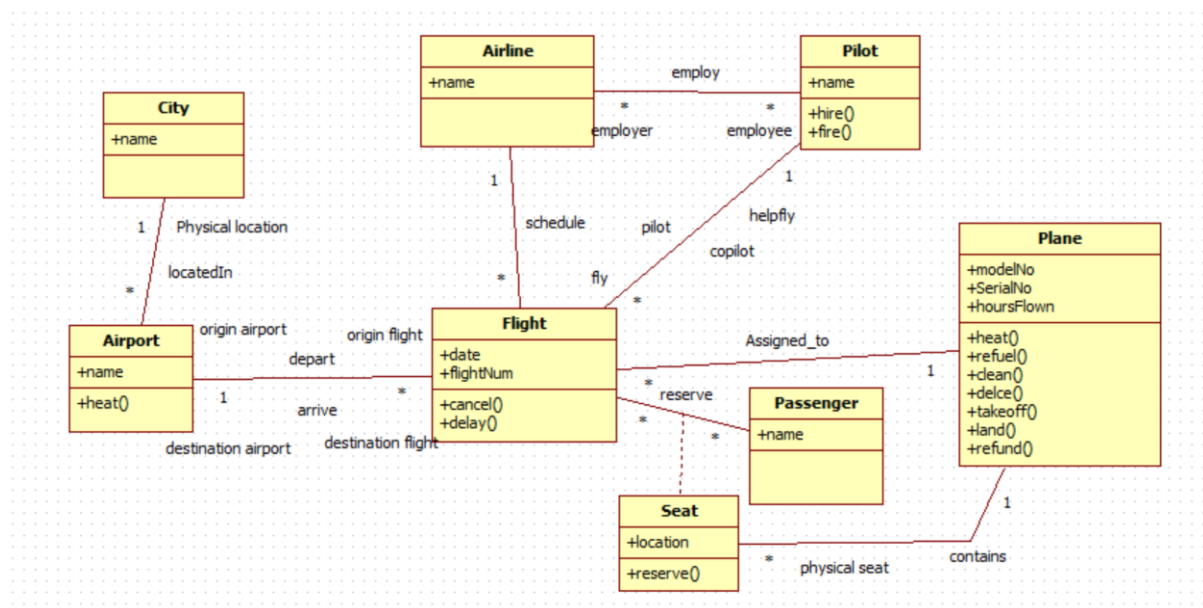 Airline
+name
Pilot
+name
+hire()
+fire()
employ
*
*
employer
employee
City
+name
1
Physical location
locatedIn
*
1
schedule
*
1
pilot
helpfly
copilot
fly
*
Plane
+modelNo
+SerialNo
+hoursFlown
+heat()
+refuel()
+clean()
+delce()
+takeoff()
+land()
+refund()
Airport
+name
+heat()
origin airport
origin flight
depart
1
*
arrive
destination airport
destination flight
Flight
+date
+flightNum
+cancel()
+delay()
Assigned_to
*
1
reserve
*
*
Passenger
+name
Seat
+location
+reserve()
1
*
physical seat
contains